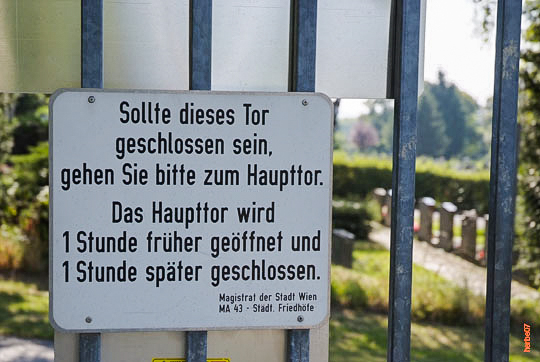 Sollte dieses Tor
geschlossen sein,
gehen Sie bitte zum Haupttor.
Das Haupttor wird
1 Stunde früher geöffnet und
1 Stunde später geschlossen.
Magistrat der Stadt Wien
MA 43 - Städt. Friedhöfe
herbe07